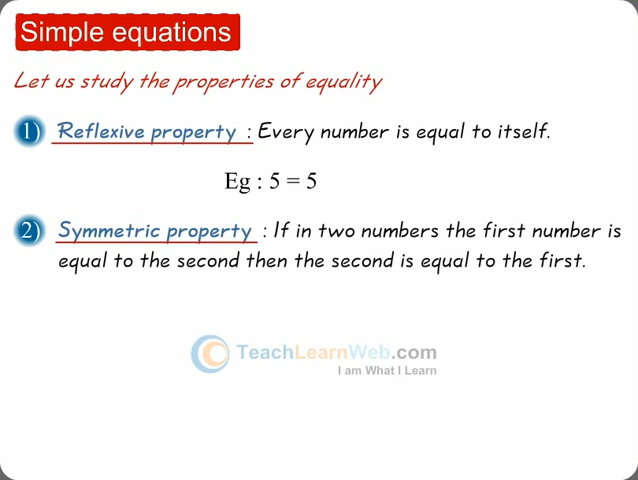 Simple equations
Let us study the properties of equality
1) Reflexive property : Every number is equal to itself.
Eg : 5 = 5
2) Symmetric property : If in two numbers the first number is
equal to the second then the second is equal to the first.
TeachLearnWeb.com
I am What I Learn